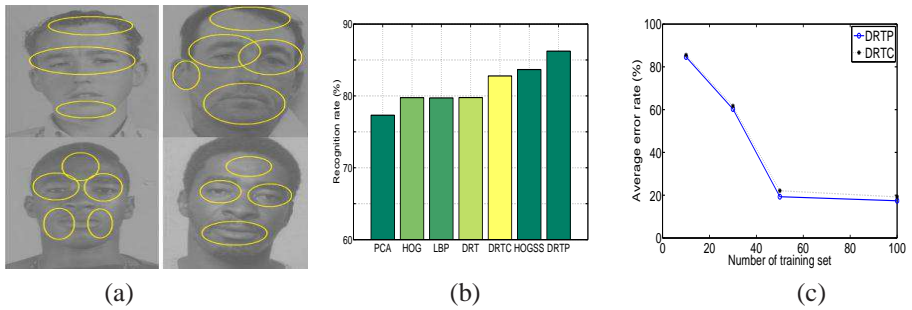 90
80
70
60
Recognition rate (%)
PCA HOG LBP DRT DRTC HOGSS DRTP
100
80
60
40
20
0
Average error rate (%)
0 20 40 60 80 100
Number of training set
DRTP
DRTC
(a) (b) (c)